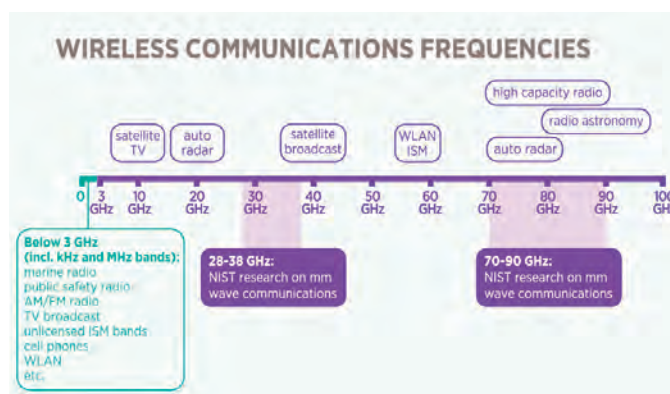 WIRELESS COMMUNICATIONS FREQUENCIES
high capacity radio
radio astronomy
satellite
TV
auto
radar
satellite
broadcast
WLAN
ISM
auto radar
0
3
GHz
10
GHz
20
GHz
30
GHz
40
GHz
50
GHz
60
GHz
70
GHz
80
GHz
90
GHz
100
GHz
Below 3 GHz
(incl. kHz and MHz bands):
marine radio
public safety radio
AM/FM radio
TV broadcast
unlicensed ISM bands
cell phones
WLAN
etc.
28-38 GHz:
NIST research on mm
wave communications
70-90 GHz:
NIST research on mm
wave communications